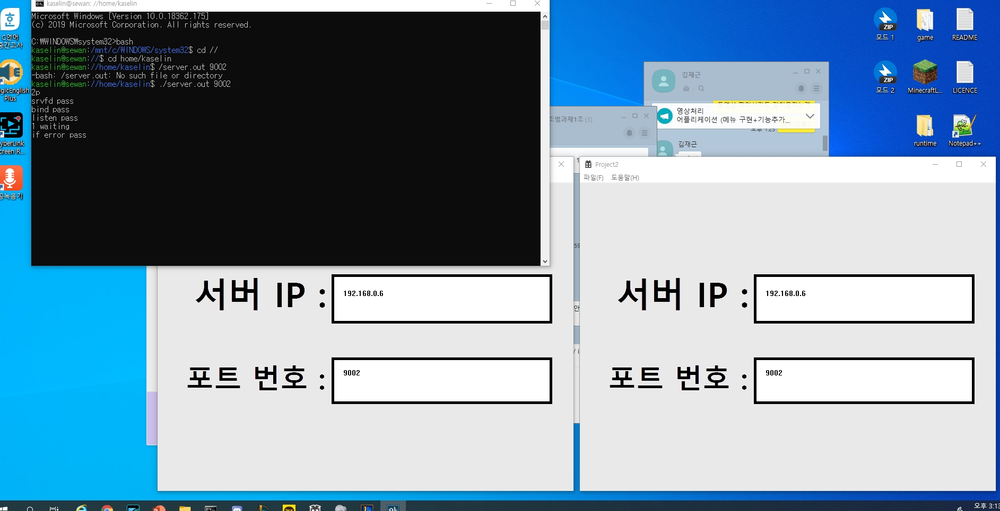 kaselin@sewan: //home/kaselin
Microsoft Windows [Version 10.0.18362.175]
(c) 2019 Microsoft Corporation. All rights reserved.
C:₩WINDOWS₩system32>bash
kaselin@sewan:/mnt/c/WINDOWS/system32$ cd //
kaselin@sewan://$ cd home/kaselin
kaselin@sewan://home/kaselin$ /server.out 9002
-bash: /server.out: No such file or directory
kaselin@sewan://home/kaselin$ ./server.out 9002
2p
srvfd pass
bind pass
listen pass
1 waiting
if error pass
C언어
중간고사
Plus
ZIP
모드 1
game
README
ZIP
모드 2
MinecraftL...
LICENCE
runtime
Notepad++
김재근
영상처리
어플리케이션 (메뉴 구현+기능추가...
오후 1:25
김재근
조별과제1조 (3)
서버 IP :
192.168.0.6
포트 번호 :
9002
Project2
파일(F) 도움말(H)
서버 IP :
192.168.0.6
포트 번호 :
9002
오후 3:13